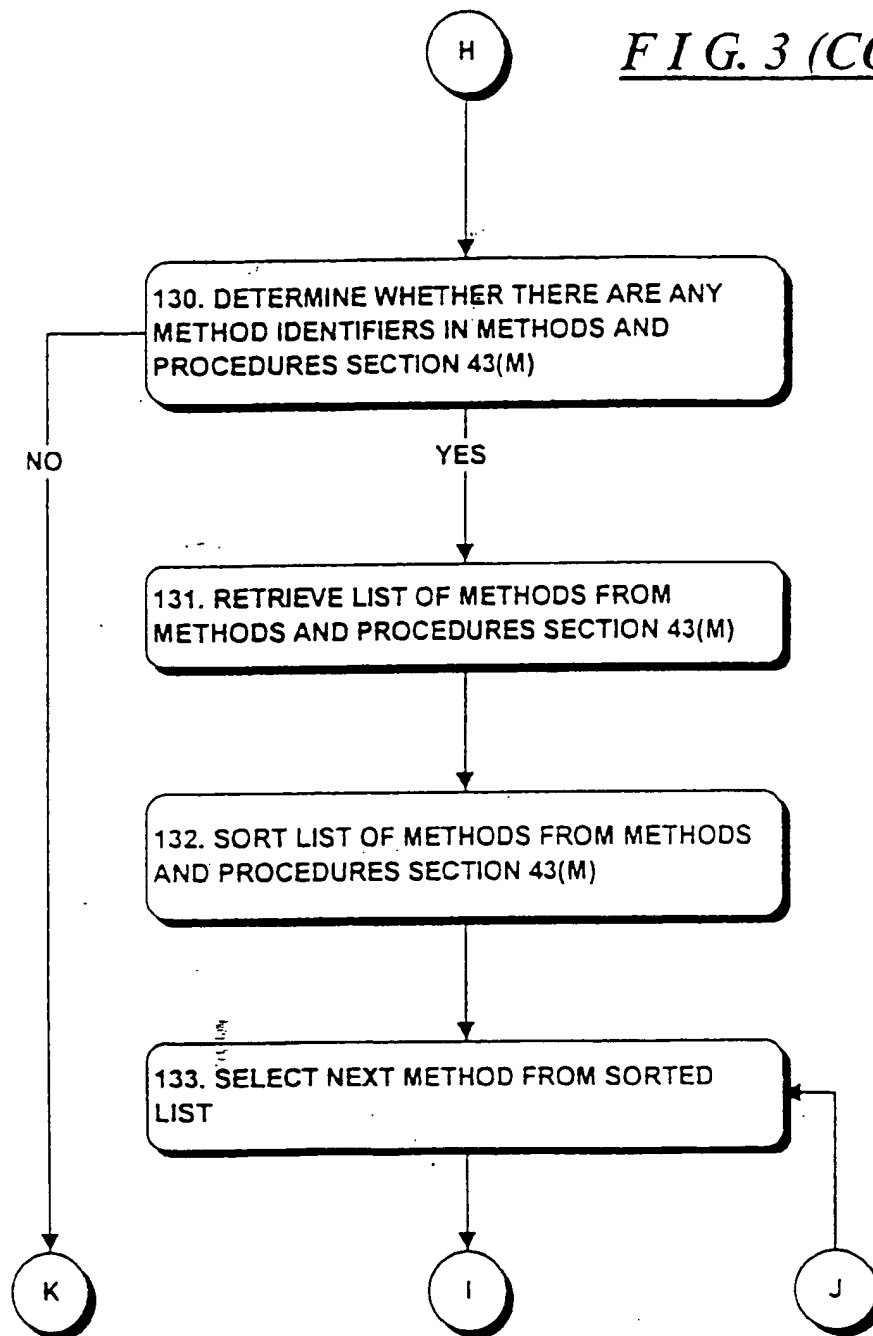 H
F I G. 3 (CO
130. DETERMINE WHETHER THERE ARE ANY
METHOD IDENTIFIERS IN METHODS AND
PROCEDURES SECTION 43(M)
NO
YES
131. RETRIEVE LIST OF METHODS FROM
METHODS AND PROCEDURES SECTION 43(M)
132. SORT LIST OF METHODS FROM METHODS
AND PROCEDURES SECTION 43(M)
133. SELECT NEXT METHOD FROM SORTED
LIST
K
I
J